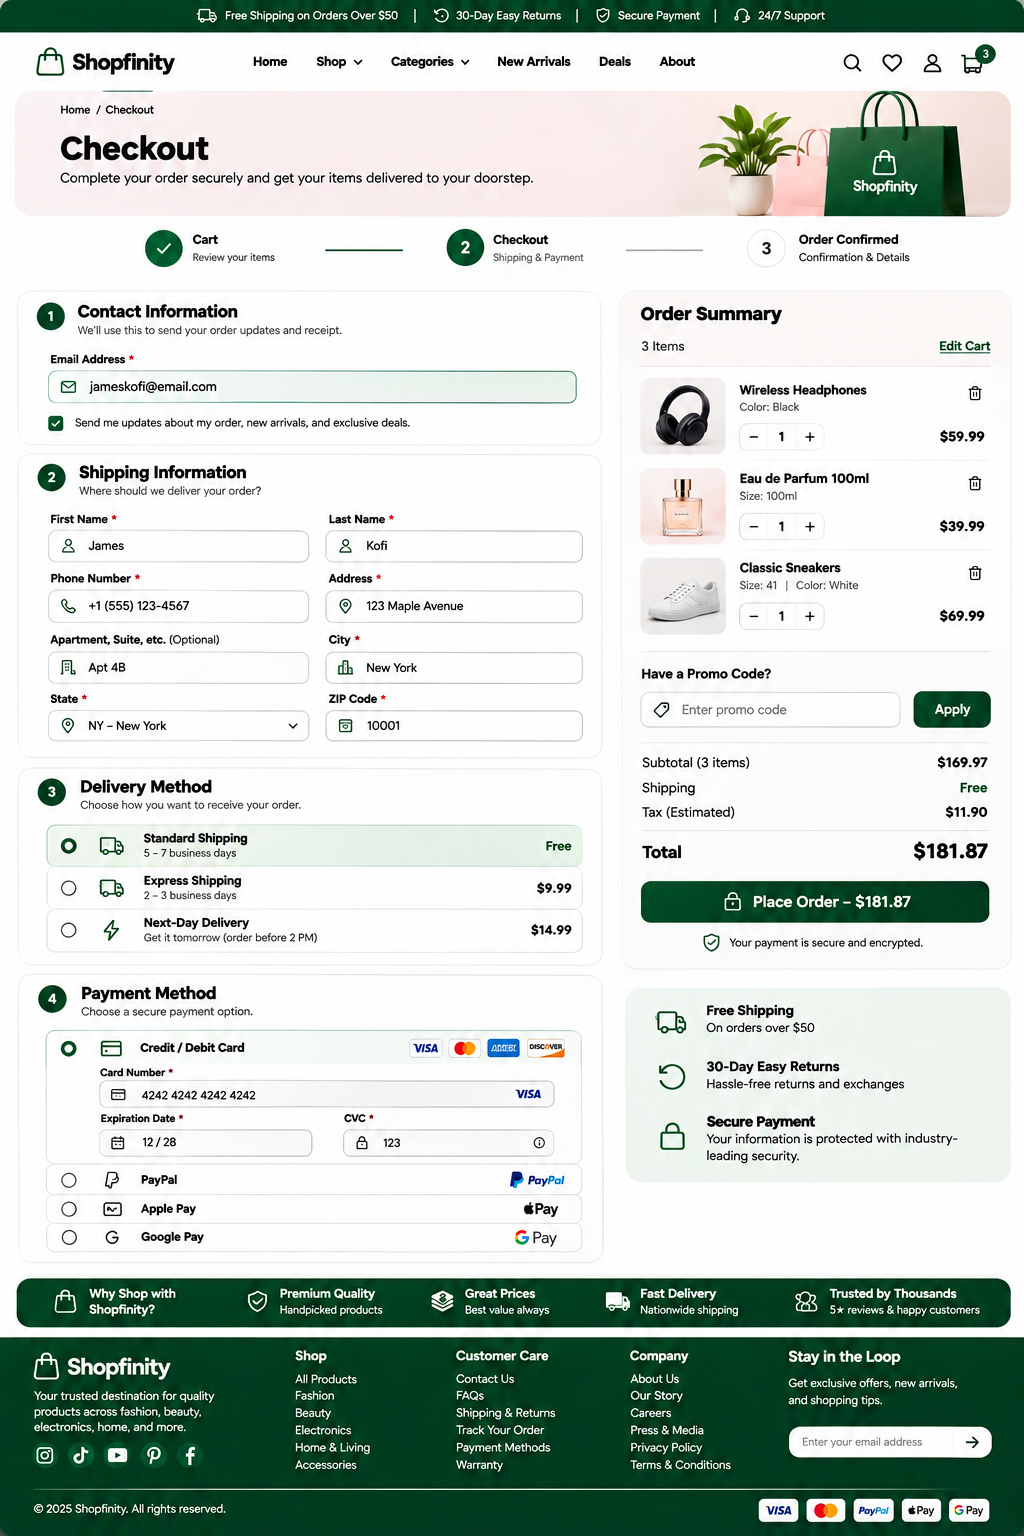 Free Shipping on Orders Over $50 | 30-Day Easy Returns | Secure Payment | 24/7 Support
Shopfinity
Home Shop Categories New Arrivals Deals About
3
Home / Checkout
Checkout
Complete your order securely and get your items delivered to your doorstep.
Shopfinity
Cart
Review your items
2
Checkout
Shipping & Payment
3
Order Confirmed
Confirmation & Details
1
Contact Information
We'll use this to send your order updates and receipt.
Email Address *
jameskofi@email.com
Send me updates about my order, new arrivals, and exclusive deals.
2
Shipping Information
Where should we deliver your order?
First Name *
James
Last Name *
Kofi
Phone Number *
+1 (555) 123-4567
Address *
123 Maple Avenue
Apartment, Suite, etc. (Optional)
Apt 4B
City *
New York
State *
NY – New York
ZIP Code *
10001
3
Delivery Method
Choose how you want to receive your order.
Standard Shipping
5 – 7 business days
Free
Express Shipping
2 – 3 business days
$9.99
Next-Day Delivery
Get it tomorrow (order before 2 PM)
$14.99
4
Payment Method
Choose a secure payment option.
Credit / Debit Card
VISA
AMEX
DISCOVER
Card Number *
4242 4242 4242 4242
VISA
Expiration Date *
12 / 28
CVC *
123
PayPal
PayPal
Apple Pay
Pay
Google Pay
G Pay
Order Summary
3 Items
Edit Cart
Wireless Headphones
Color: Black
− 1 +
$59.99
Eau de Parfum 100ml
Size: 100ml
− 1 +
$39.99
Classic Sneakers
Size: 41 | Color: White
− 1 +
$69.99
Have a Promo Code?
Enter promo code
Apply
Subtotal (3 items)
$169.97
Shipping
Free
Tax (Estimated)
$11.90
Total
$181.87
Place Order – $181.87
Your payment is secure and encrypted.
Free Shipping
On orders over $50
30-Day Easy Returns
Hassle-free returns and exchanges
Secure Payment
Your information is protected with industry-
leading security.
Why Shop with
Shopfinity?
Premium Quality
Handpicked products
Great Prices
Best value always
Fast Delivery
Nationwide shipping
Trusted by Thousands
5★ reviews & happy customers
Shopfinity
Your trusted destination for quality
products across fashion, beauty,
electronics, home, and more.
Shop
All Products
Fashion
Beauty
Electronics
Home & Living
Accessories
Customer Care
Contact Us
FAQs
Shipping & Returns
Track Your Order
Payment Methods
Warranty
Company
About Us
Our Story
Careers
Press & Media
Privacy Policy
Terms & Conditions
Stay in the Loop
Get exclusive offers, new arrivals,
and shopping tips.
Enter your email address
© 2025 Shopfinity. All rights reserved.
VISA
PayPal
Pay
G Pay